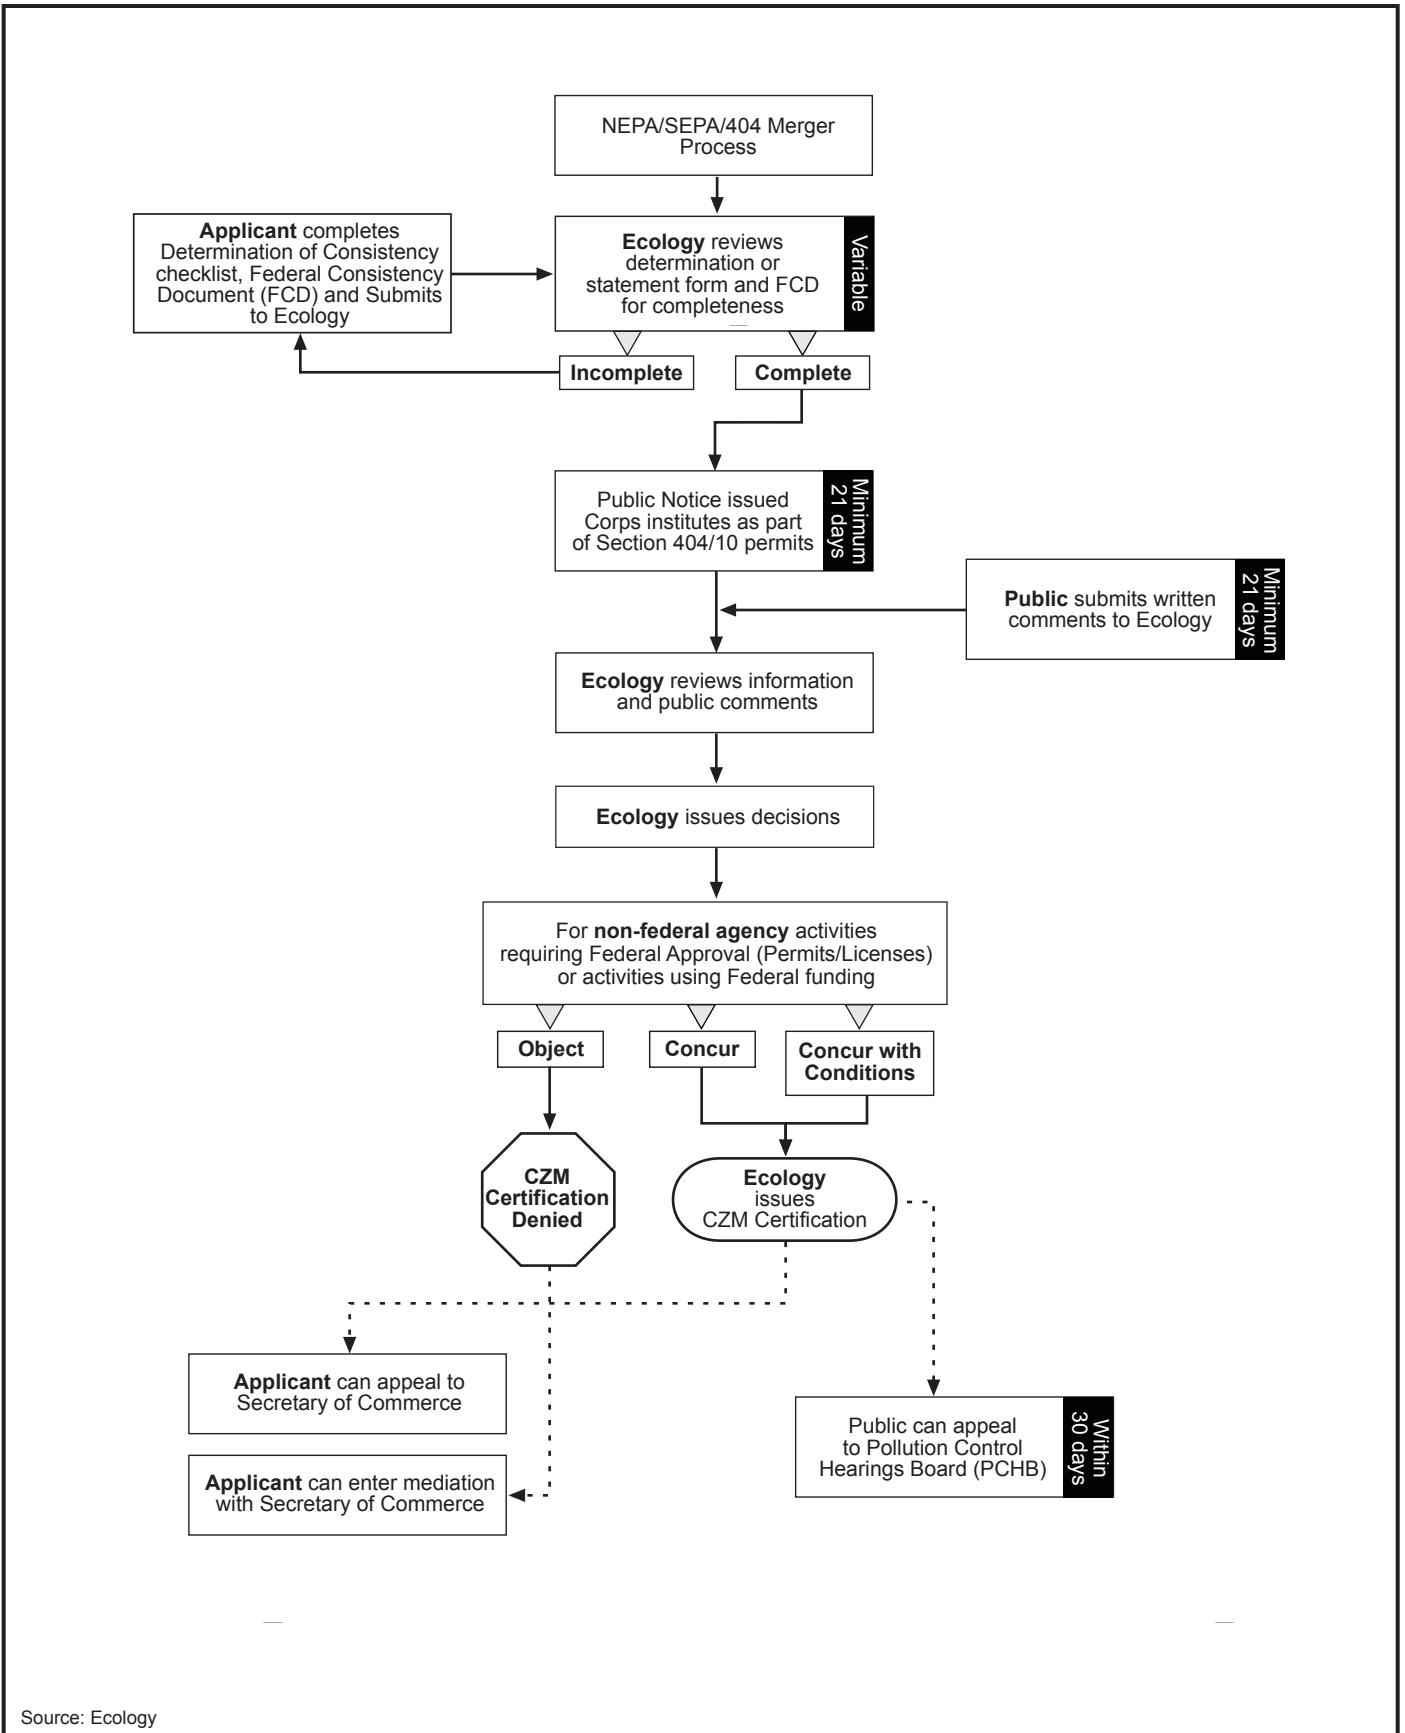 NEPA/SEPA/404 Merger
Process
Applicant completes
Determination of Consistency
checklist, Federal Consistency
Document (FCD) and Submits
to Ecology
Ecology reviews
determination or
statement form and FCD
for completeness
Variable
Incomplete
Complete
Public Notice issued
Corps institutes as part
of Section 404/10 permits
Minimum
21 days
Public submits written
comments to Ecology
Minimum
21 days
Ecology reviews information
and public comments
Ecology issues decisions
For non-federal agency activities
requiring Federal Approval (Permits/Licenses)
or activities using Federal funding
Object
Concur
Concur with
Conditions
CZM
Certification
Denied
Ecology
issues
CZM Certification
Applicant can appeal to
Secretary of Commerce
Applicant can enter mediation
with Secretary of Commerce
Public can appeal
to Pollution Control
Hearings Board (PCHB)
Within
30 days
Source: Ecology